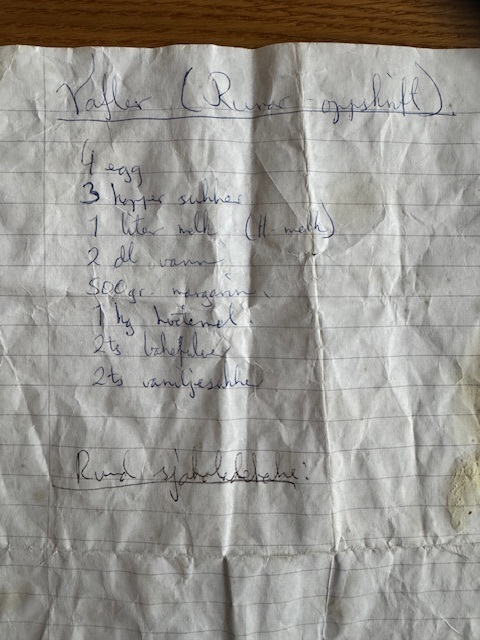 Vafler (Runar-oppskrift).
4 egg
3 kopper sukker
1 liter melk (H-melk)
2 dl vann
500gr. margarin.
1 kg hvetemel.
2ts bakepulver
2ts vaniljesukker
Rund sjokoladekake: